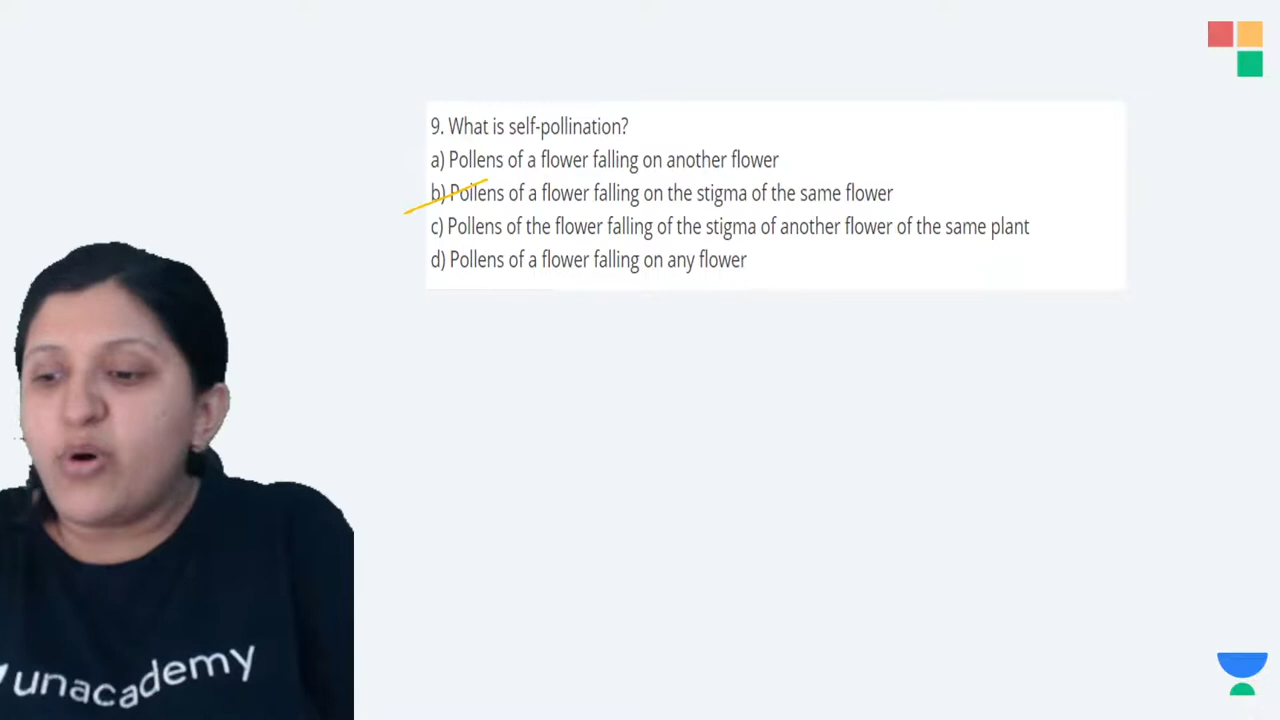 9. What is self-pollination?
a) Pollens of a flower falling on another flower
b) Pollens of a flower falling on the stigma of the same flower
c) Pollens of the flower falling of the stigma of another flower of the same plant
d) Pollens of a flower falling on any flower
unacademy